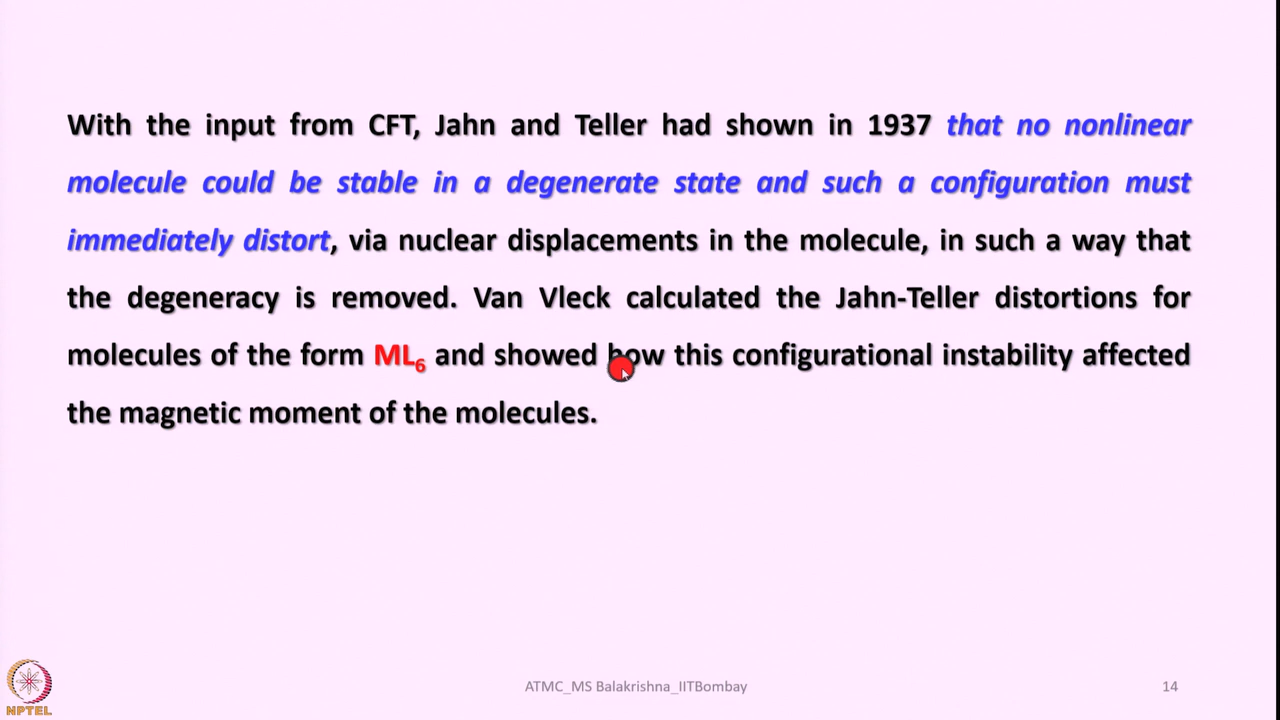 With the input from CFT, Jahn and Teller had shown in 1937 that no nonlinear
molecule could be stable in a degenerate state and such a configuration must
immediately distort, via nuclear displacements in the molecule, in such a way that
the degeneracy is removed. Van Vleck calculated the Jahn-Teller distortions for
molecules of the form ML₆ and showed how this configurational instability affected
the magnetic moment of the molecules.
NPTEL
ATMC_MS Balakrishna_IITBombay
14